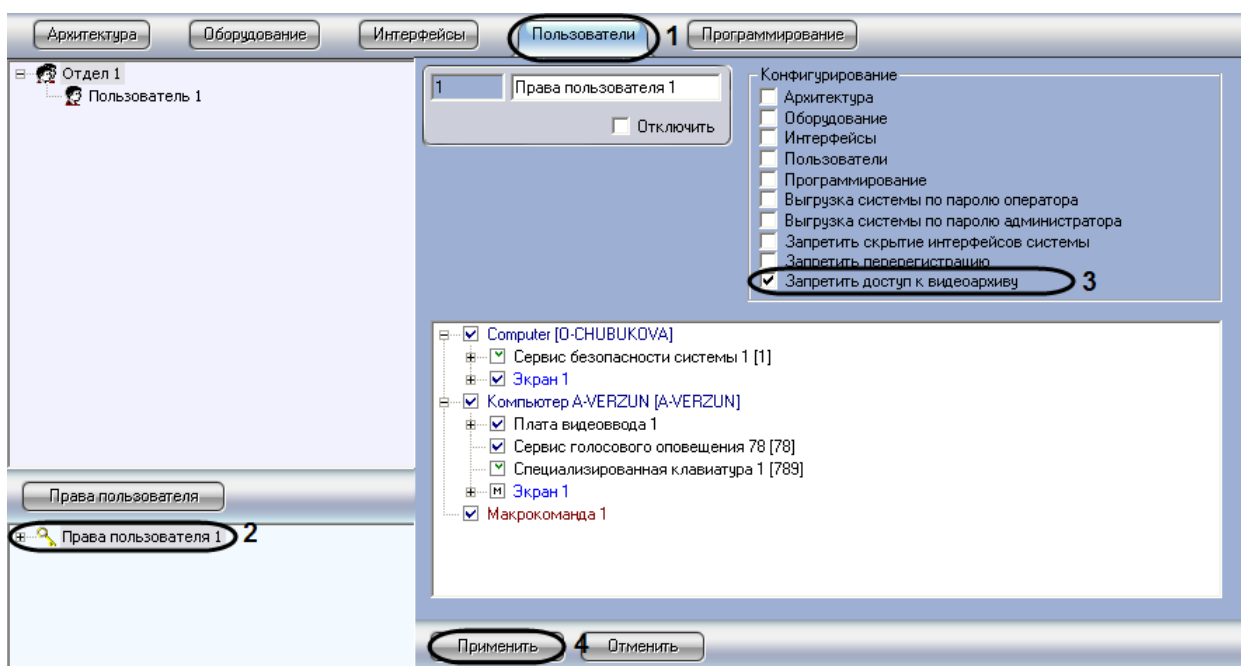 Архитектура Оборудование Интерфейсы Пользователи 1 Программирование
Отдел 1
Пользователь 1
1 Права пользователя 1
Отключить
Конфигурирование
Архитектура
Оборудование
Интерфейсы
Пользователи
Программирование
Выгрузка системы по паролю оператора
Выгрузка системы по паролю администратора
Запретить скрытие интерфейсов системы
Запретить перерегистрацию
Запретить доступ к видеоархиву 3
Computer [O-CHUBUKOVA]
Сервис безопасности системы 1 [1]
Экран 1
Компьютер A-VERZUN [A-VERZUN]
Плата видеоввода 1
Сервис голосового оповещения 78 [78]
Специализированная клавиатура 1 [789]
М Экран 1
Макрокоманда 1
Права пользователя
Права пользователя 1 2
Применить 4 Отменить